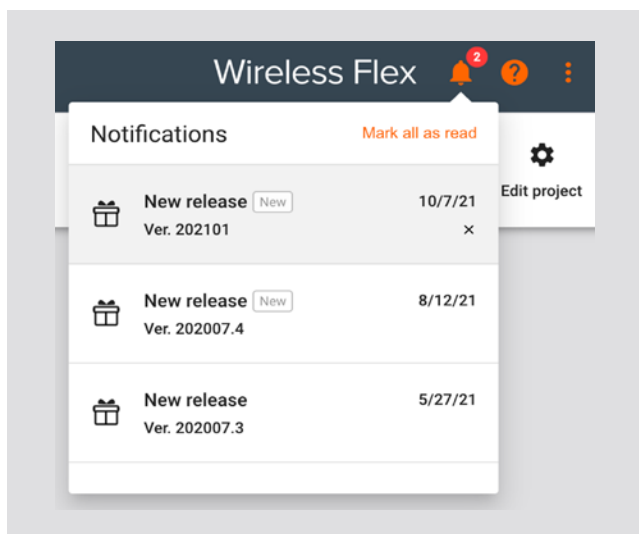 Wireless Flex 2 ?
Notifications Mark all as read
New release New 10/7/21
Ver. 202101 ×
Edit project
New release New 8/12/21
Ver. 202007.4
New release 5/27/21
Ver. 202007.3